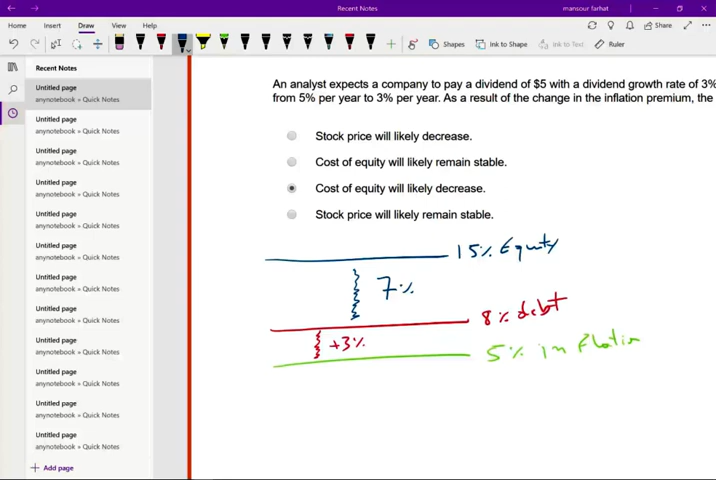 Recent Notes
mansour farhat
Home Insert Draw View Help
Share
Shapes Ink to Shape Ink to Text Ruler
Recent Notes
Untitled page
anynotebook » Quick Notes
Untitled page
anynotebook » Quick Notes
Untitled page
anynotebook » Quick Notes
Untitled page
anynotebook » Quick Notes
Untitled page
anynotebook » Quick Notes
Untitled page
anynotebook » Quick Notes
Untitled page
anynotebook » Quick Notes
Untitled page
anynotebook » Quick Notes
Untitled page
anynotebook » Quick Notes
Untitled page
anynotebook » Quick Notes
Untitled page
anynotebook » Quick Notes
Untitled page
anynotebook » Quick Notes
+ Add page
An analyst expects a company to pay a dividend of $5 with a dividend growth rate of 3%
from 5% per year to 3% per year. As a result of the change in the inflation premium, the
Stock price will likely decrease.
Cost of equity will likely remain stable.
Cost of equity will likely decrease.
Stock price will likely remain stable.
15% Equity
7%
8% debt
+3%
5% inflation